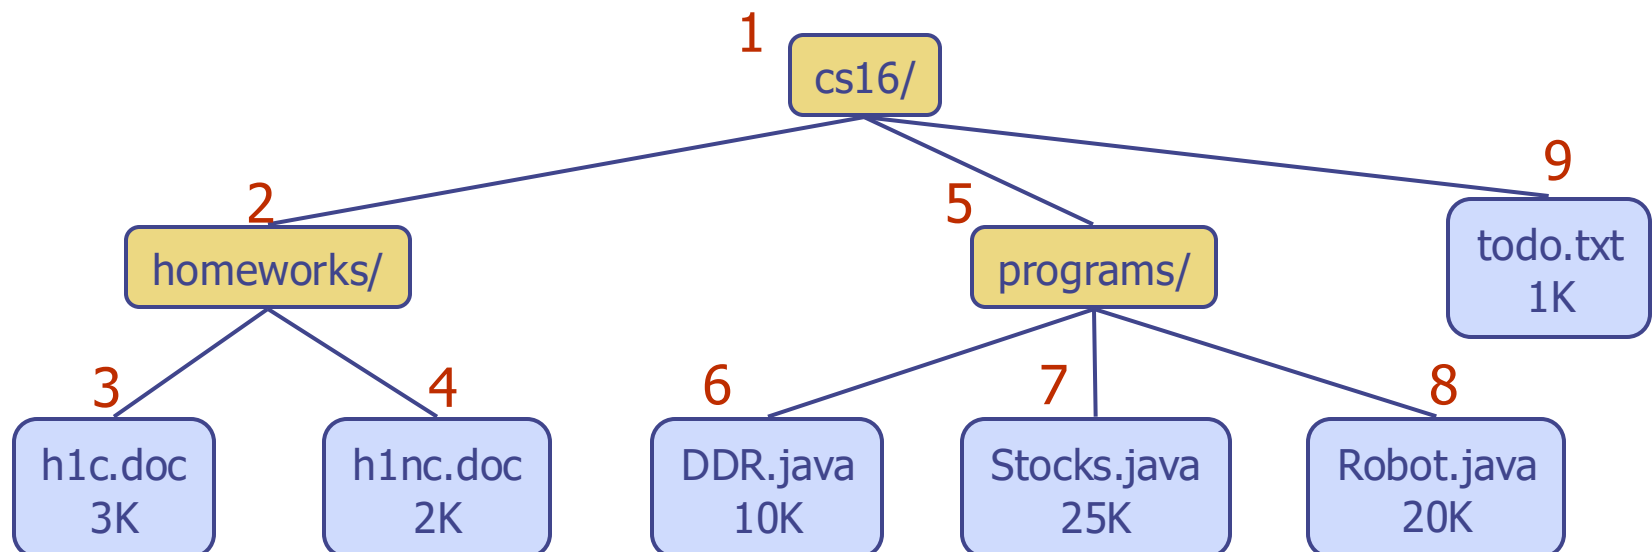 1
cs16/
9
2
5
todo.txt
1K
homeworks/
programs/
3
4
6
7
8
h1c.doc
3K
h1nc.doc
2K
DDR.java
10K
Stocks.java
25K
Robot.java
20K